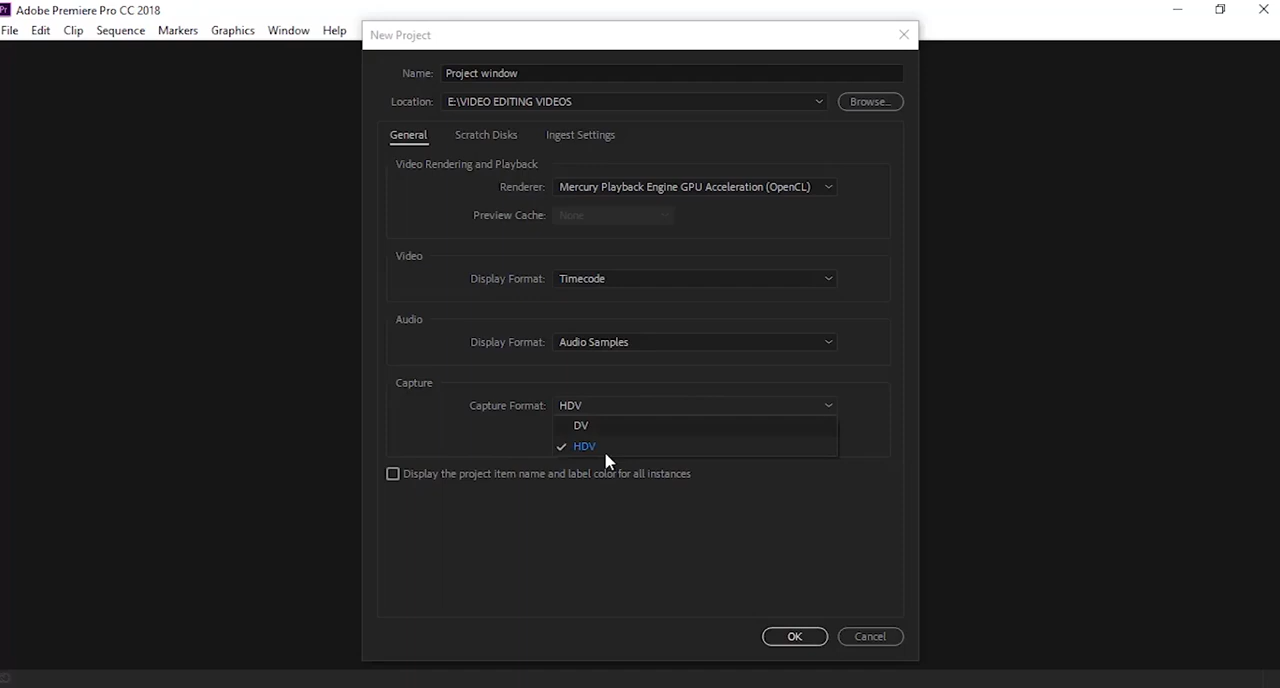 Pr Adobe Premiere Pro CC 2018
File Edit Clip Sequence Markers Graphics Window Help
New Project
Name: Project window
Location: E:\VIDEO EDITING VIDEOS Browse...
General Scratch Disks Ingest Settings
Video Rendering and Playback
Renderer: Mercury Playback Engine GPU Acceleration (OpenCL)
Preview Cache: None
Video
Display Format: Timecode
Audio
Display Format: Audio Samples
Capture
Capture Format: HDV
DV
HDV
Display the project item name and label color for all instances
OK Cancel